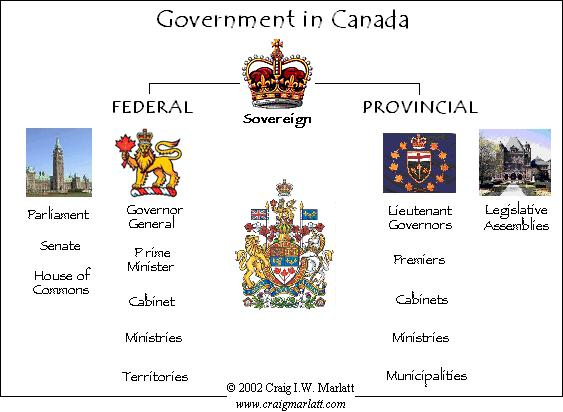 Government in Canada
Sovereign
FEDERAL
Parliament
Senate
House of
Commons
Governor
General
Prime
Minister
Cabinet
Ministries
Territories
PROVINCIAL
Lieutenant
Governors
Premiers
Cabinets
Ministries
Municipalities
Legislative
Assemblies
© 2002 Craig I.W. Marlatt
www.craigmarlatt.com